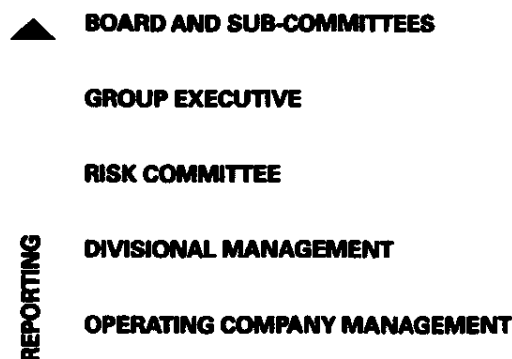 BOARD AND SUB-COMMITTEES
GROUP EXECUTIVE
RISK COMMITTEE
DIVISIONAL MANAGEMENT
OPERATING COMPANY MANAGEMENT
REPORTING